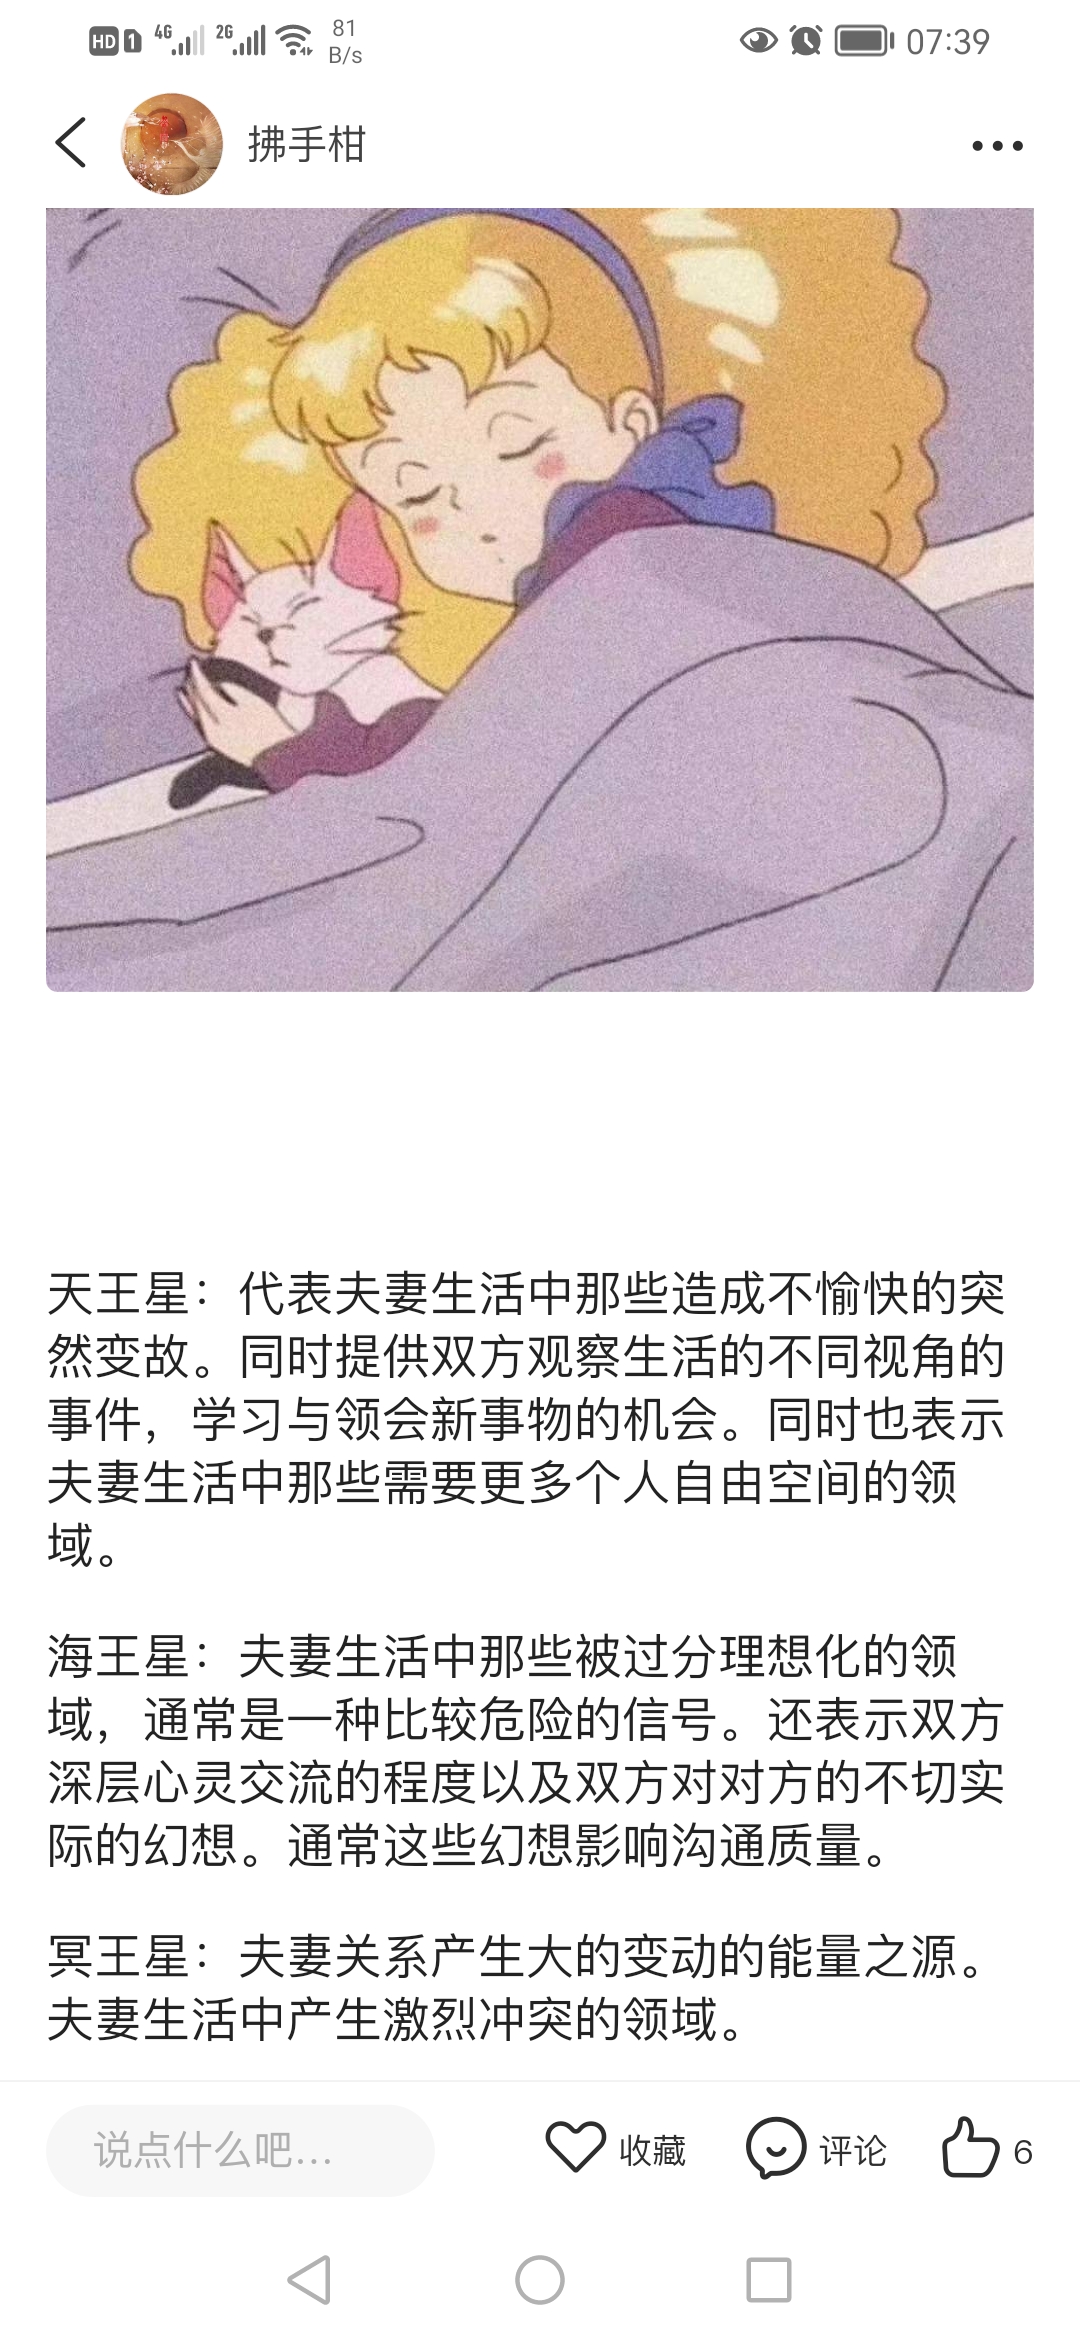 HD 1 4G 2G 81 B/s 07:39
拂手柑
天王星：代表夫妻生活中那些造成不愉快的突
然变故。同时提供双方观察生活的不同视角的
事件，学习与领会新事物的机会。同时也表示
夫妻生活中那些需要更多个人自由空间的领
域。
海王星：夫妻生活中那些被过分理想化的领
域，通常是一种比较危险的信号。还表示双方
深层心灵交流的程度以及双方对对方的不切实
际的幻想。通常这些幻想影响沟通质量。
冥王星：夫妻关系产生大的变动的能量之源。
夫妻生活中产生激烈冲突的领域。
说点什么吧... 收藏 评论 6